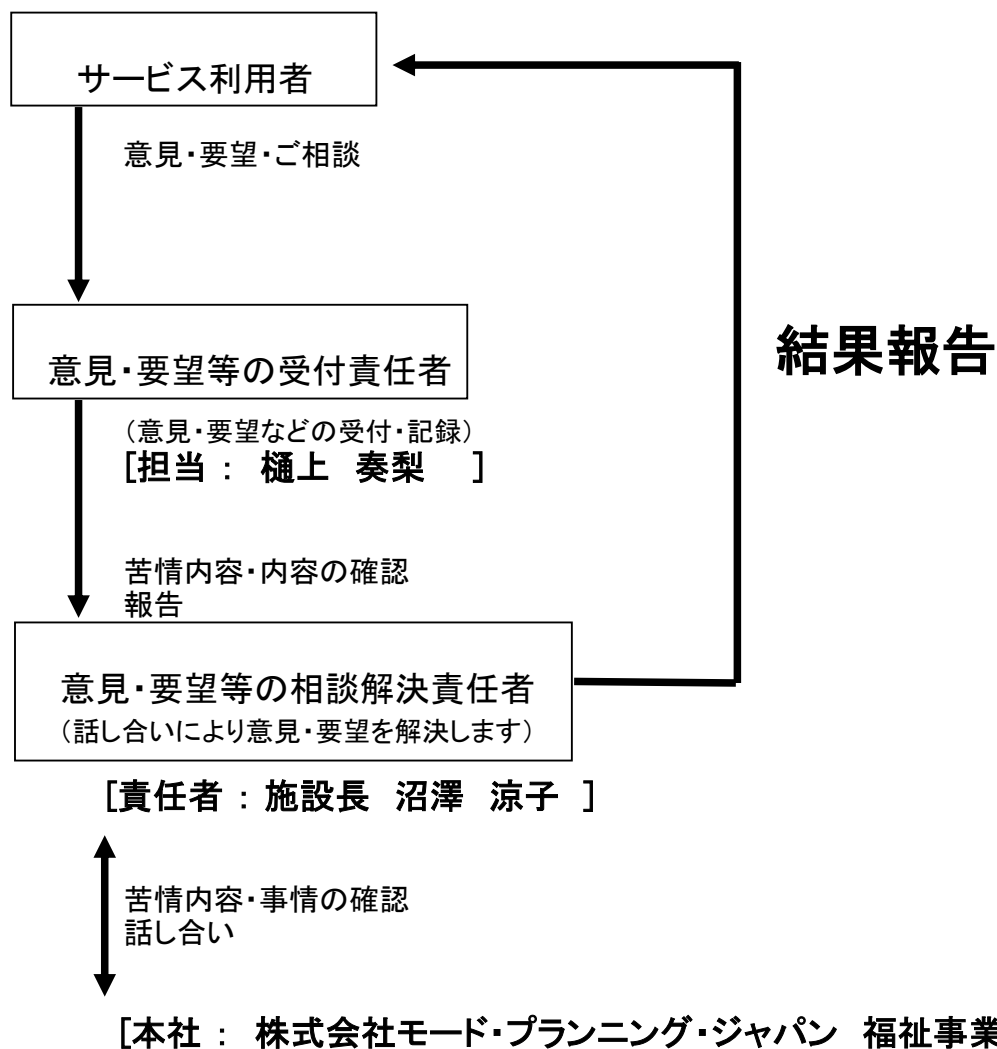 サービス利用者
意見・要望・ご相談
意見・要望等の受付責任者
結果報告
（意見・要望などの受付・記録）
［担当 ： 樋上 奏梨 ］
苦情内容・内容の確認
報告
意見・要望等の相談解決責任者
（話し合いにより意見・要望を解決します）
［責任者 ： 施設長 沼澤 涼子 ］
苦情内容・事情の確認
話し合い
［本社 ： 株式会社モード・プランニング・ジャパン 福祉事業